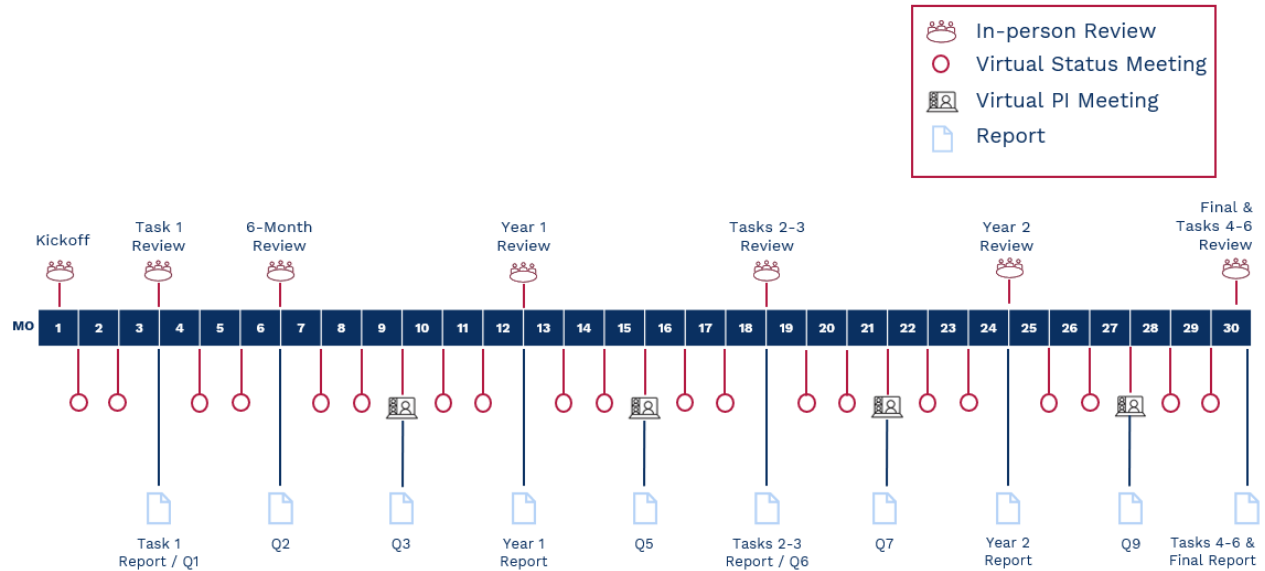 In-person Review
Virtual Status Meeting
Virtual PI Meeting
Report
Kickoff
Task 1
Review
6-Month
Review
Year 1
Review
Tasks 2-3
Review
Year 2
Review
Final &
Tasks 4-6
Review
MO 1 2 3 4 5 6 7 8 9 10 11 12 13 14 15 16 17 18 19 20 21 22 23 24 25 26 27 28 29 30
Task 1
Report / Q1
Q2
Q3
Year 1
Report
Q5
Tasks 2-3
Report / Q6
Q7
Year 2
Report
Q9
Tasks 4-6 &
Final Report